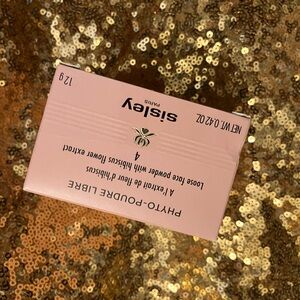 PHYTO-POUDRE LIBRE
A l'extrait de fleur d'hibiscus
Loose face powder with hibiscus flower extract
4
sisley
PARIS
12 g
NET WT. 0.42 OZ.